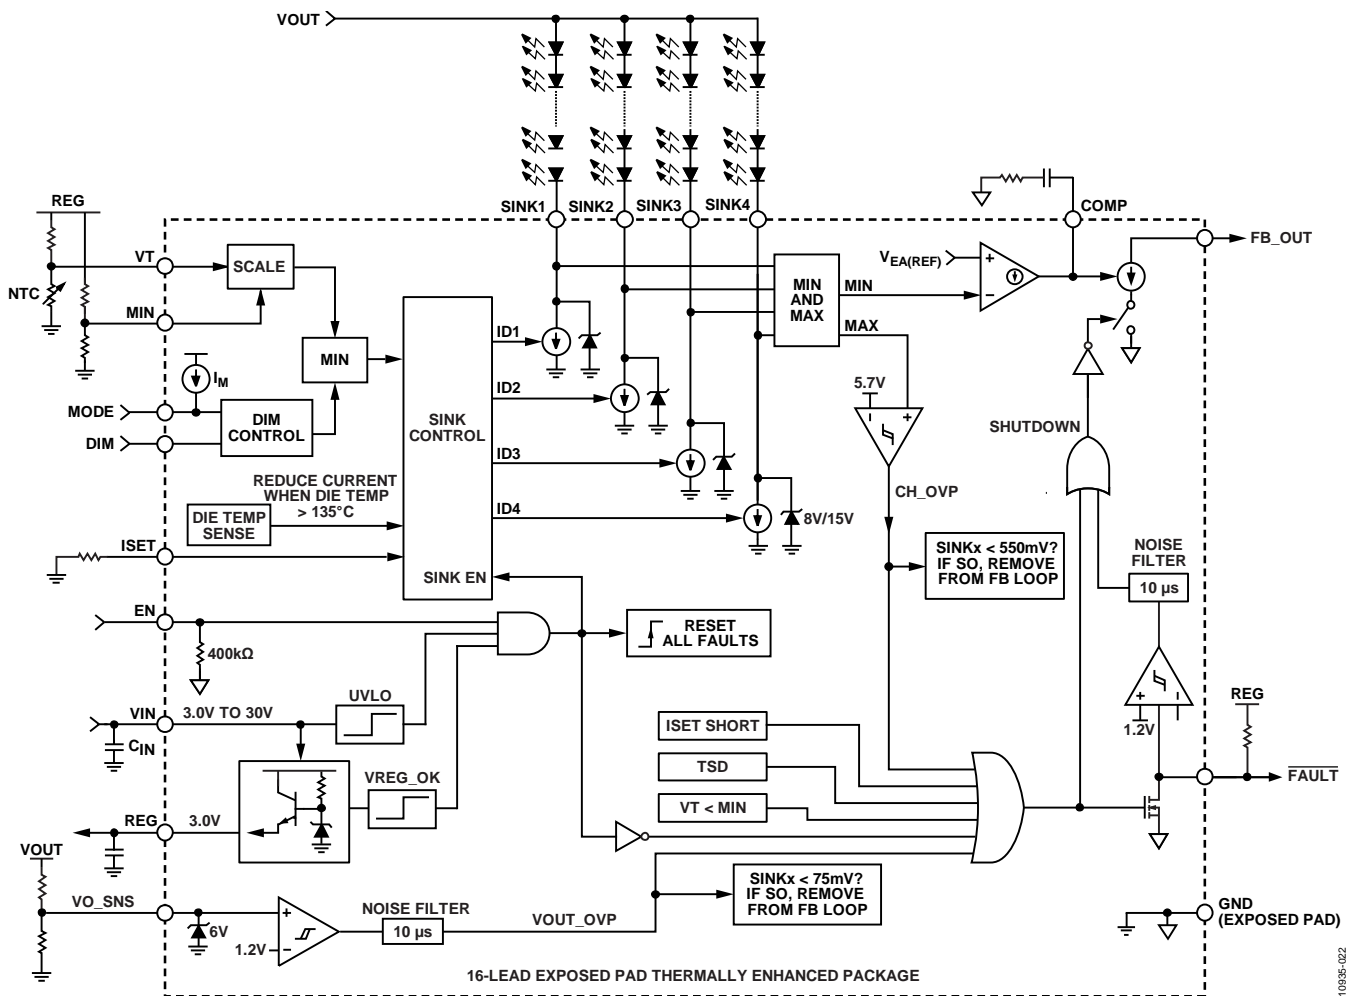 VOUT
SINK1
SINK2
SINK3
SINK4
COMP
REG
VT
SCALE
NTC
MIN
MIN
I_M
MODE
DIM
DIM
CONTROL
SINK
CONTROL
ID1
ID2
ID3
ID4
8V/15V
MIN
AND
MAX
MIN
MAX
V_EA(REF)
+
–
FB_OUT
5.7V
–
+
CH_OVP
SHUTDOWN
REDUCE CURRENT
WHEN DIE TEMP
> 135°C
DIE TEMP
SENSE
ISET
SINK EN
SINKx < 550mV?
IF SO, REMOVE
FROM FB LOOP
NOISE
FILTER
10 µs
EN
400kΩ
RESET
ALL FAULTS
UVLO
VIN
3.0V TO 30V
C_IN
VREG_OK
REG
3.0V
ISET SHORT
TSD
VT < MIN
+
–
1.2V
REG
FAULT
VOUT
VO_SNS
6V
+
–
1.2V
NOISE FILTER
10 µs
VOUT_OVP
SINKx < 75mV?
IF SO, REMOVE
FROM FB LOOP
GND
(EXPOSED PAD)
16-LEAD EXPOSED PAD THERMALLY ENHANCED PACKAGE
10935-022